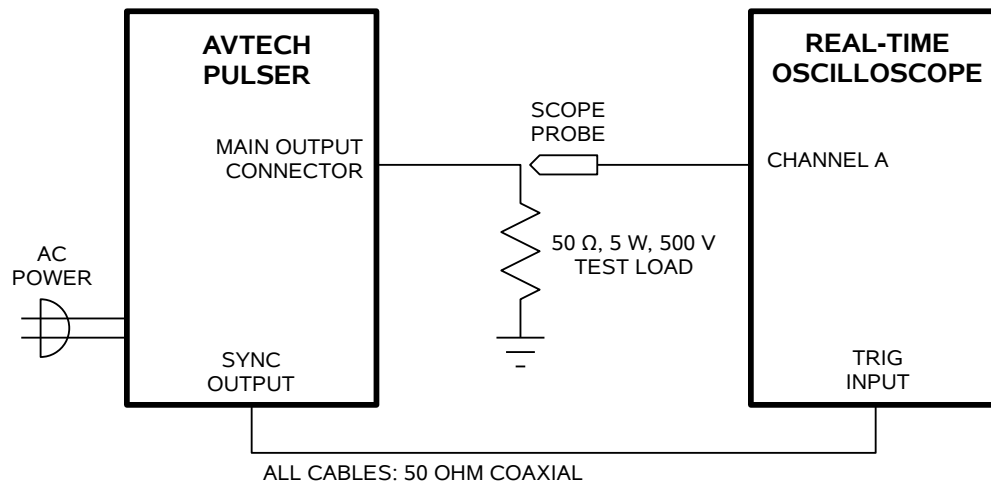 AVTECH
PULSER
REAL-TIME
OSCILLOSCOPE
SCOPE
PROBE
MAIN OUTPUT
CONNECTOR
CHANNEL A
50 Ω, 5 W, 500 V
TEST LOAD
AC
POWER
SYNC
OUTPUT
TRIG
INPUT
ALL CABLES: 50 OHM COAXIAL